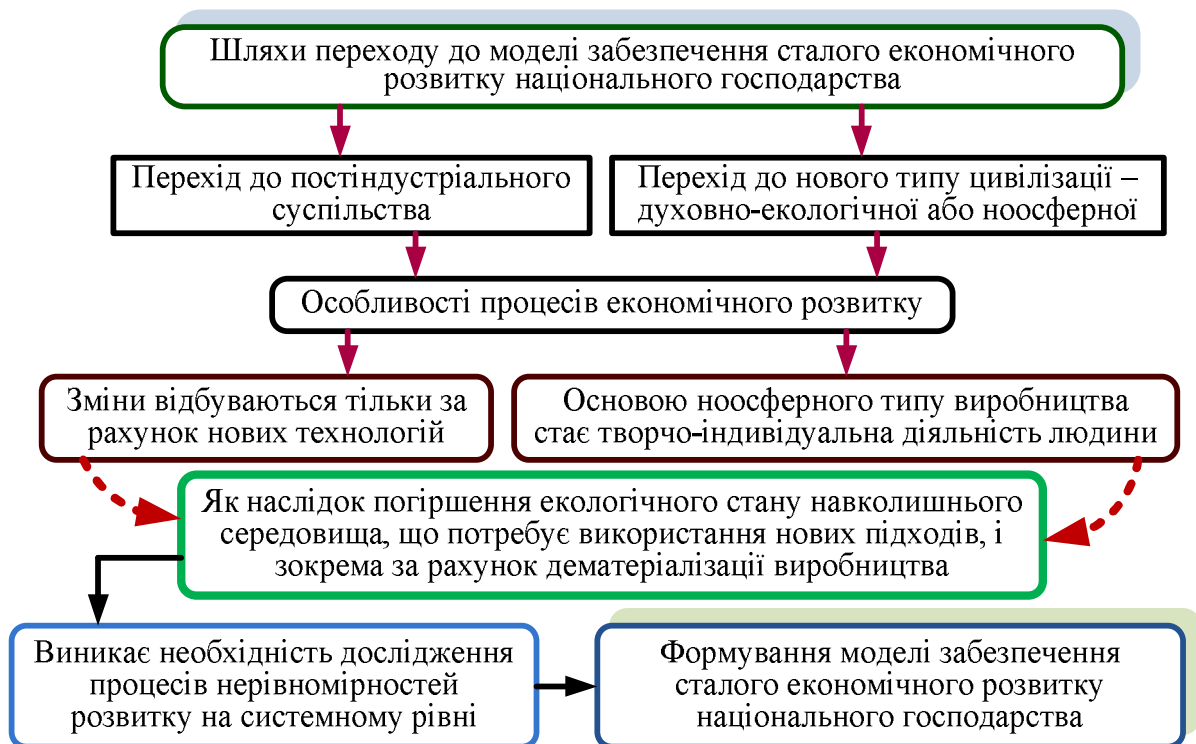 Шляхи переходу до моделі забезпечення сталого економічного
розвитку національного господарства
Перехід до постіндустріального
суспільства
Перехід до нового типу цивілізації –
духовно-екологічної або ноосферної
Особливості процесів економічного розвитку
Зміни відбуваються тільки за
рахунок нових технологій
Основою ноосферного типу виробництва
стає творчо-індивідуальна діяльність людини
Як наслідок погіршення екологічного стану навколишнього
середовища, що потребує використання нових підходів, і
зокрема за рахунок дематеріалізації виробництва
Виникає необхідність дослідження
процесів нерівномірностей
розвитку на системному рівні
Формування моделі забезпечення
сталого економічного розвитку
національного господарства